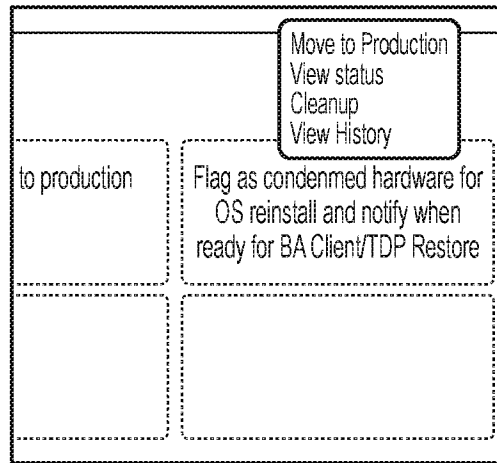 Move to Production
View status
Cleanup
View History
to production
Flag as condenmed hardware for
OS reinstall and notify when
ready for BA Client/TDP Restore